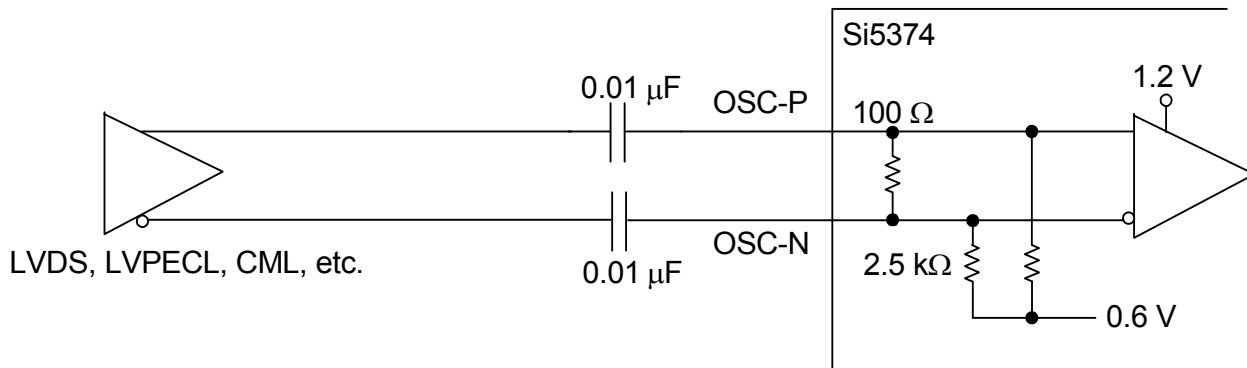 Si5374
0.01 μF
OSC-P
100 Ω
1.2 V
LVDS, LVPECL, CML, etc.
0.01 μF
OSC-N
2.5 kΩ
0.6 V